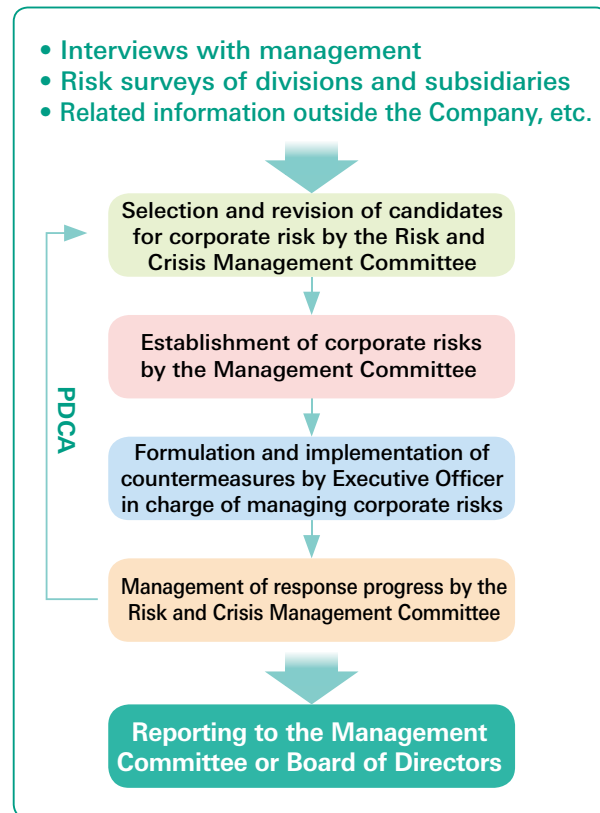 • Interviews with management
• Risk surveys of divisions and subsidiaries
• Related information outside the Company, etc.
Selection and revision of candidates
for corporate risk by the Risk and
Crisis Management Committee
Establishment of corporate risks
by the Management Committee
PDCA
Formulation and implementation of
countermeasures by Executive Officer
in charge of managing corporate risks
Management of response progress by the
Risk and Crisis Management Committee
Reporting to the Management
Committee or Board of Directors